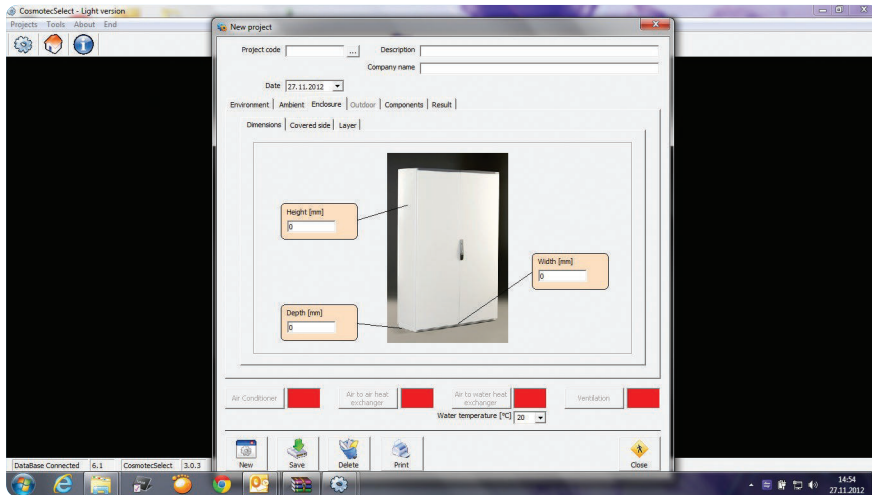 CosmotecSelect - Light version
Projects Tools About End
New project
Project code ... Description
Company name
Date 27.11.2012
Environment Ambient Enclosure Outdoor Components Result
Dimensions Covered side Layer
Height [mm]
0
Width [mm]
0
Depth [mm]
0
Air Conditioner Air to air heat exchanger Air to water heat exchanger Ventilation
Water temperature [°C] 20
New Save Delete Print Close
DataBase Connected 6.1 CosmotecSelect 3.0.3
14:54
27.11.2012